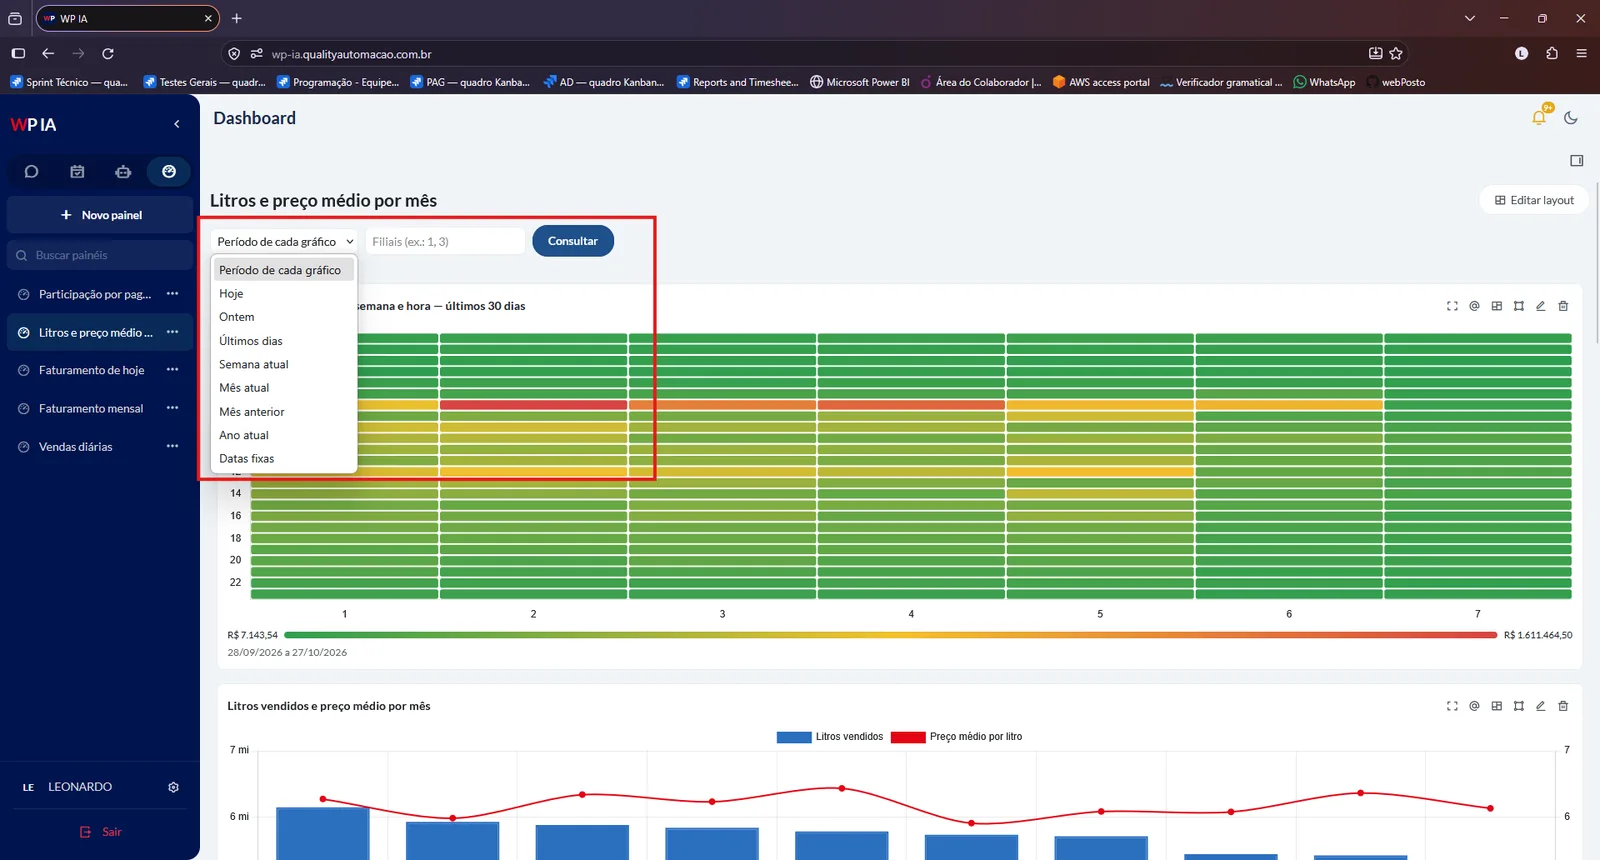 WP IA
wp-ia.qualityautomacao.com.br
L
Sprint Técnico — qua...
Testes Gerais — quadr...
Programação - Equipe...
PAG — quadro Kanba...
AD — quadro Kanban...
Reports and Timeshee...
Microsoft Power BI
Área do Colaborador |...
AWS access portal
Verificador gramatical ...
WhatsApp
webPosto
WP IA
Dashboard
9+
Novo painel
Buscar painéis
Participação por pag...
Litros e preço médio ...
Faturamento de hoje
Faturamento mensal
Vendas diárias
LE LEONARDO
Sair
Litros e preço médio por mês
Editar layout
Período de cada gráfico
Filiais (ex.: 1, 3)
Consultar
Período de cada gráfico
Hoje
Ontem
Últimos dias
Semana atual
Mês atual
Mês anterior
Ano atual
Datas fixas
semana e hora — últimos 30 dias
14
16
18
20
22
1 2 3 4 5 6 7
R$ 7.143,54
R$ 1.611.464,50
28/09/2026 a 27/10/2026
Litros vendidos e preço médio por mês
Litros vendidos
Preço médio por litro
7 mi
7
6 mi
6